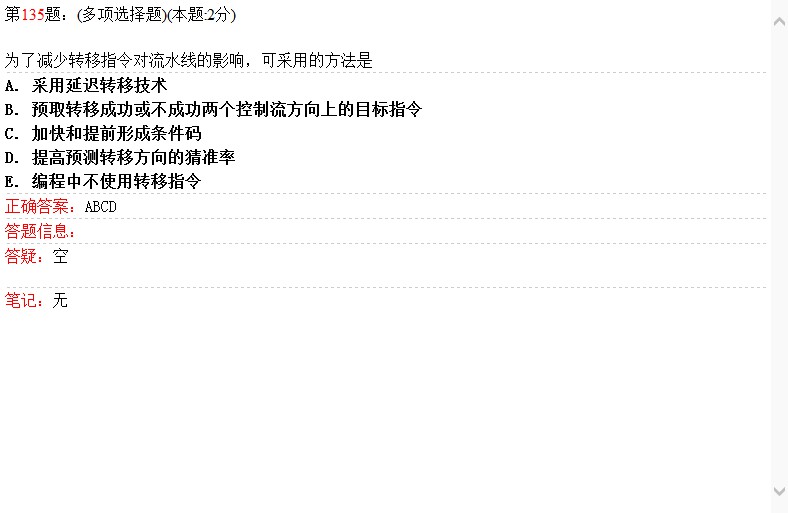 第135题：(多项选择题)(本题:2分)
为了减少转移指令对流水线的影响，可采用的方法是
A. 采用延迟转移技术
B. 预取转移成功或不成功两个控制流方向上的目标指令
C. 加快和提前形成条件码
D. 提高预测转移方向的猜准率
E. 编程中不使用转移指令
正确答案：ABCD
答题信息：
答疑：空
笔记：无